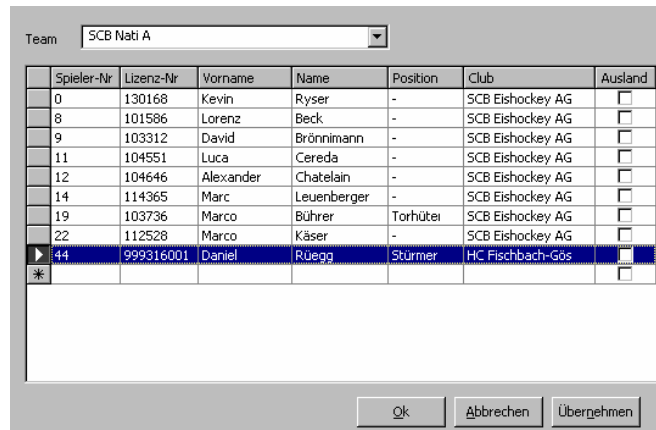 Team SCB Nati A
Spieler-Nr Lizenz-Nr Vorname Name Position Club Ausland
0 130168 Kevin Ryser - SCB Eishockey AG
8 101586 Lorenz Beck - SCB Eishockey AG
9 103312 David Brönnimann - SCB Eishockey AG
11 104551 Luca Cereda - SCB Eishockey AG
12 104646 Alexander Chatelain - SCB Eishockey AG
14 114365 Marc Leuenberger - SCB Eishockey AG
19 103736 Marco Bührer Torhüter SCB Eishockey AG
22 112528 Marco Käser - SCB Eishockey AG
44 999316001 Daniel Rüegg Stürmer HC Fischbach-Gös
Ok Abbrechen Übernehmen